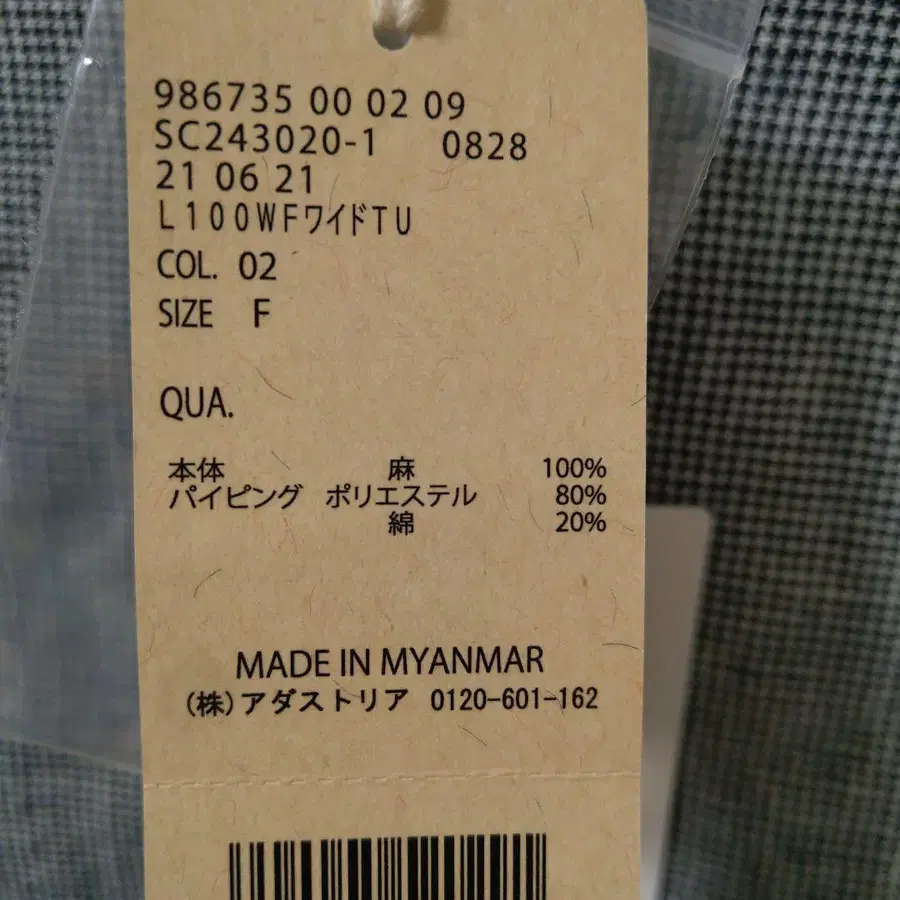 986735 00 02 09
SC243020-1 0828
21 06 21
L100WFワイドTU
COL. 02
SIZE F
QUA.
本体 麻 100%
パイピング ポリエステル 80%
綿 20%
MADE IN MYANMAR
(株)アダストリア 0120-601-162